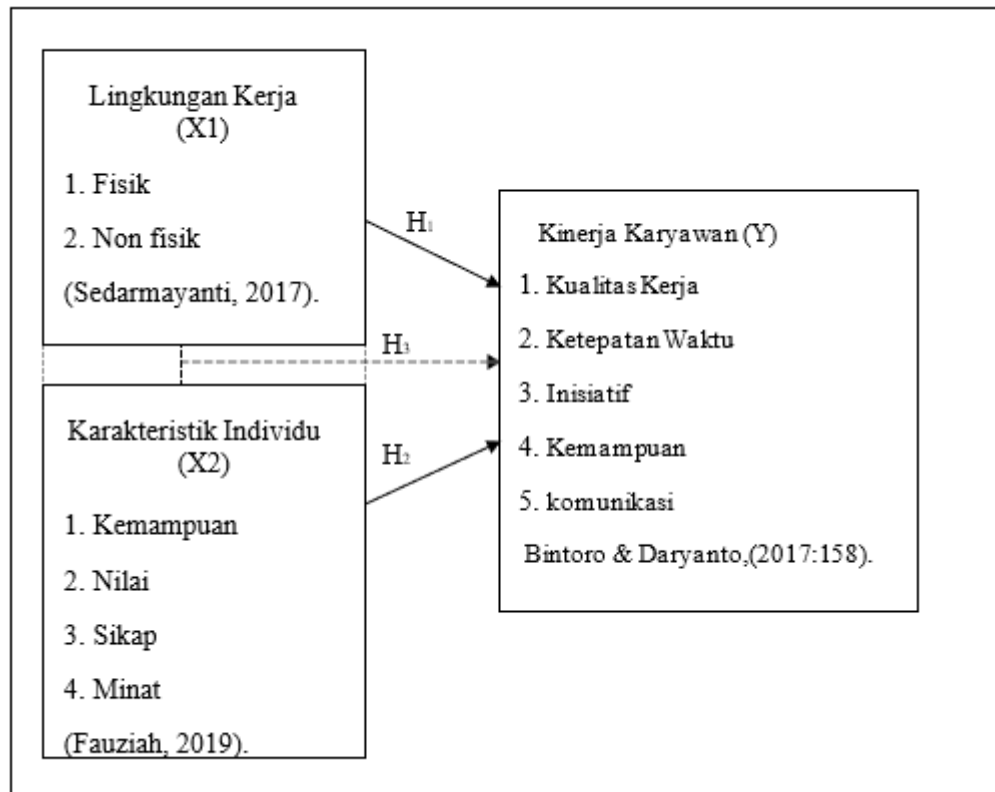 Lingkungan Kerja
(X1)
1. Fisik
2. Non fisik
(Sedarmayanti, 2017).
H₁
H₃
Karakteristik Individu
(X2)
1. Kemampuan
2. Nilai
3. Sikap
4. Minat
(Fauziah, 2019).
H₂
Kinerja Karyawan (Y)
1. Kualitas Kerja
2. Ketepatan Waktu
3. Inisiatif
4. Kemampuan
5. komunikasi
Bintoro & Daryanto,(2017:158).